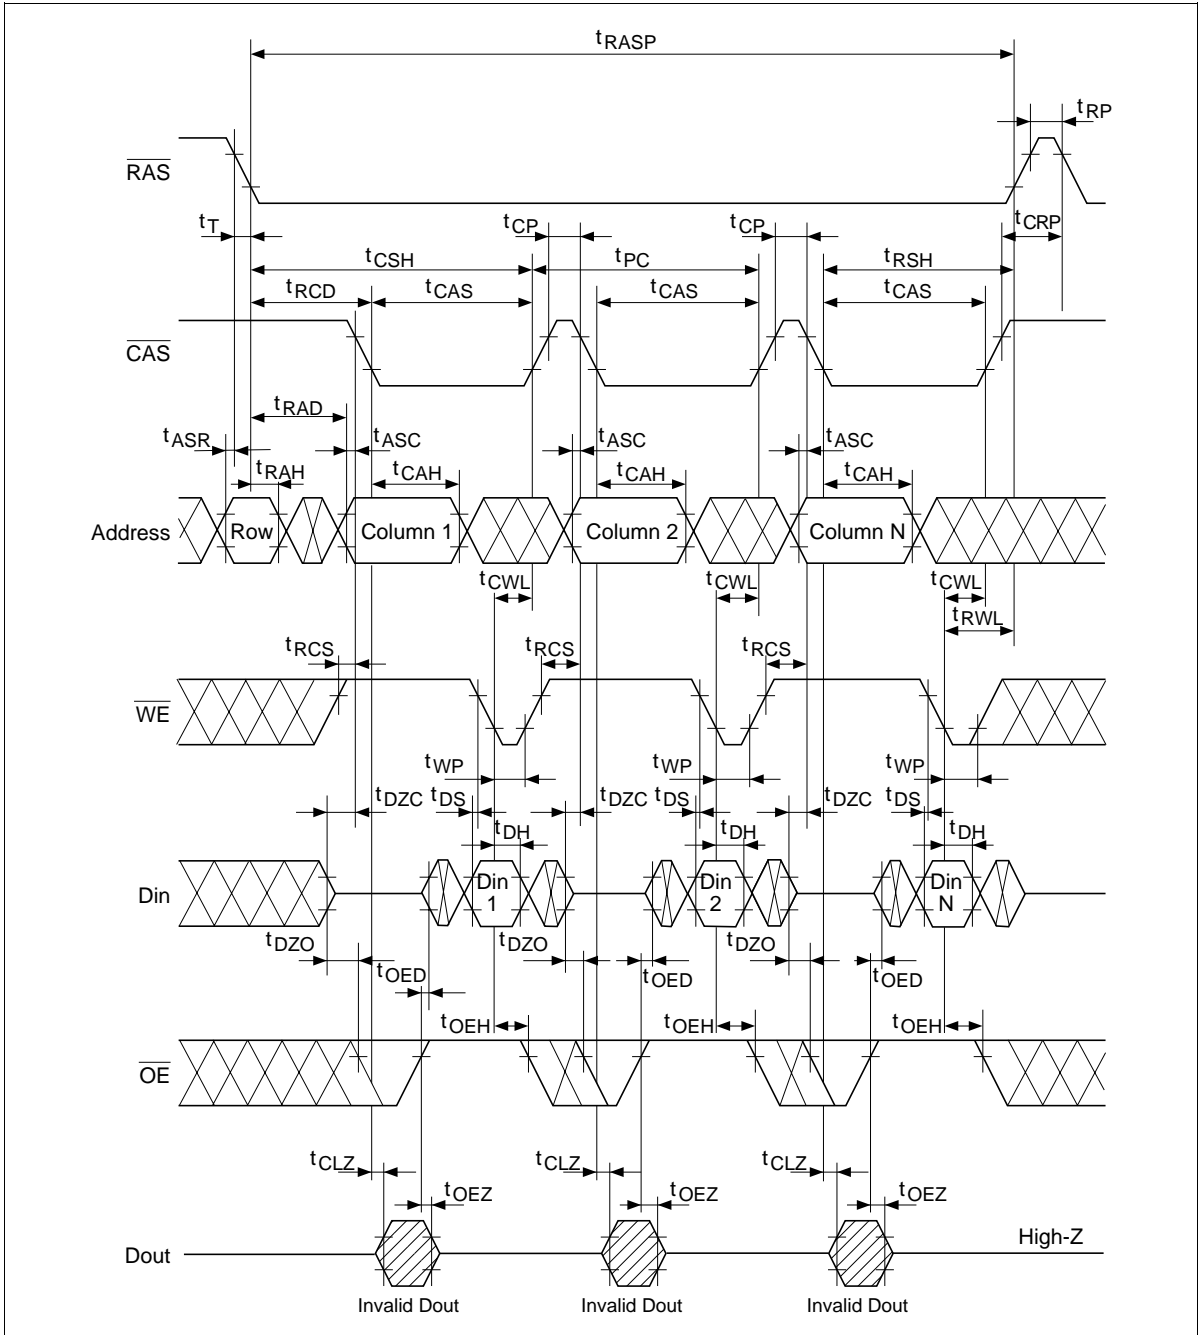 tRASP
tRP
RAS
tT
tCP
tCP
tCRP
tCSH
tPC
tRSH
tRCD
tCAS
tCAS
tCAS
CAS
tRAD
tASR
tASC
tASC
tASC
tRAH
tCAH
tCAH
tCAH
Address
Row
Column 1
Column 2
Column N
tCWL
tCWL
tCWL
tRWL
tRCS
tRCS
tRCS
WE
tWP
tWP
tWP
tDZC
tDS
tDZC
tDS
tDZC
tDS
tDH
tDH
tDH
Din
Din 1
Din 2
Din N
tDZO
tDZO
tDZO
tOED
tOED
tOED
tOEH
tOEH
tOEH
OE
tCLZ
tCLZ
tCLZ
tOEZ
tOEZ
tOEZ
Dout
High-Z
Invalid Dout
Invalid Dout
Invalid Dout